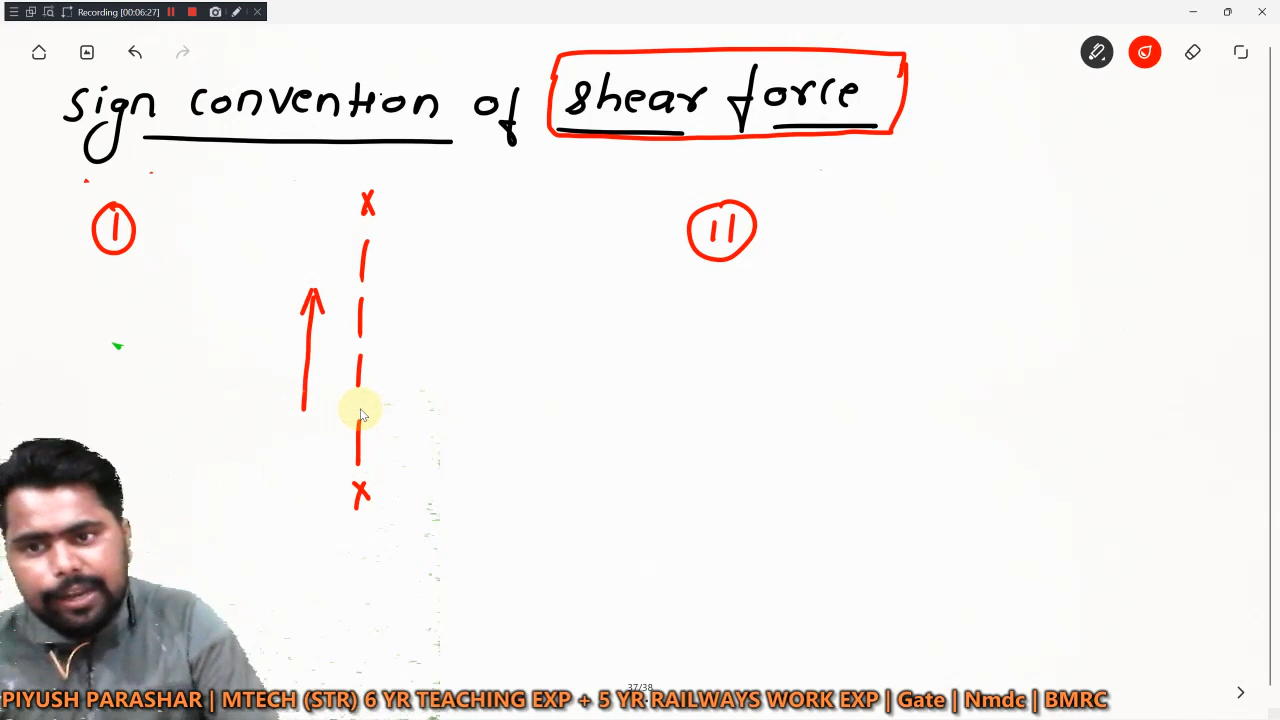 Recording [00:06:27]
sign convention of shear force
x
I
II
x
37/38
PIYUSH PARASHAR | MTECH (STR) 6 YR TEACHING EXP + 5 YR RAILWAYS WORK EXP | Gate | Nmdc | BMRC